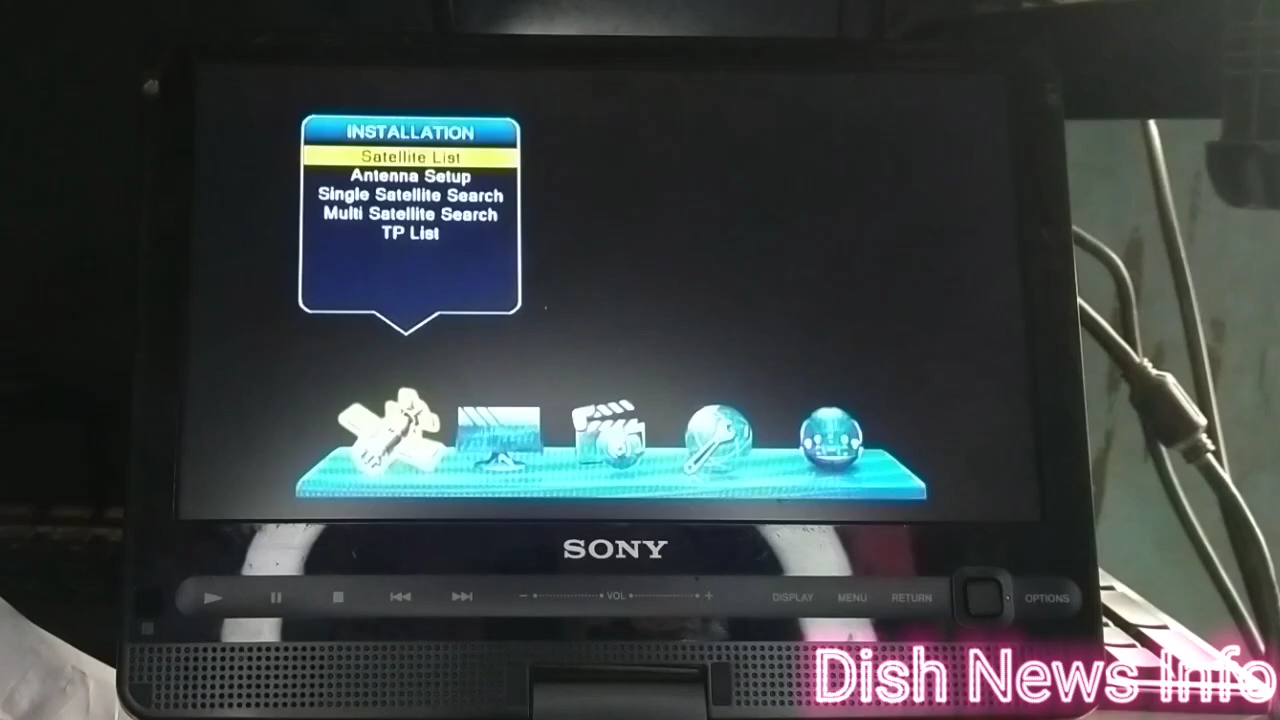 INSTALLATION
Satellite List
Antenna Setup
Single Satellite Search
Multi Satellite Search
TP List
SONY
VOL
DISPLAY
MENU
RETURN
OPTIONS
Dish News Info